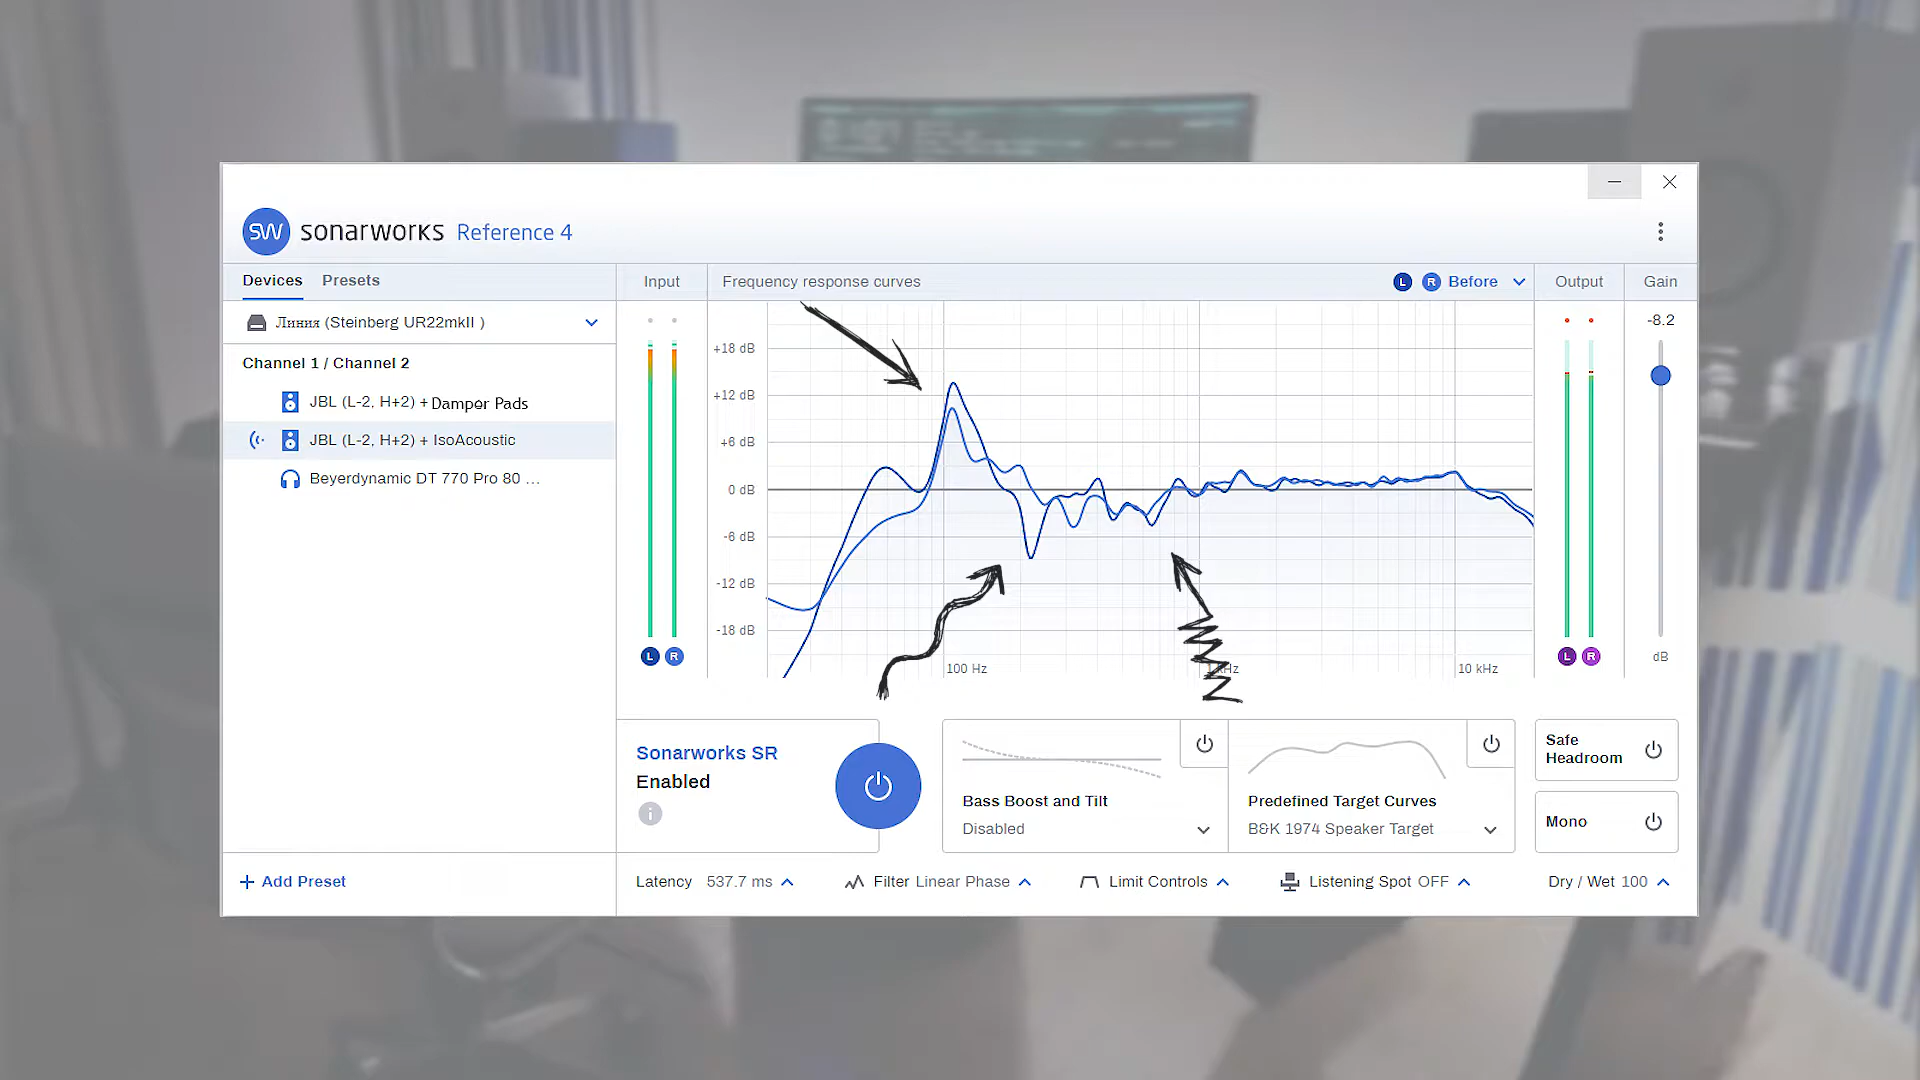 SW sonarworks Reference 4
Devices Presets
Input
Frequency response curves
L R Before
Output
Gain
Линия (Steinberg UR22mkII )
Channel 1 / Channel 2
JBL (L-2, H+2) + Damper Pads
JBL (L-2, H+2) + IsoAcoustic
Beyerdynamic DT 770 Pro 80 ...
+18 dB
+12 dB
+6 dB
0 dB
-6 dB
-12 dB
-18 dB
100 Hz
10 kHz
L R
L R
-8.2
dB
Sonarworks SR
Enabled
i
Bass Boost and Tilt
Disabled
Predefined Target Curves
B&K 1974 Speaker Target
Safe
Headroom
Mono
+ Add Preset
Latency 537.7 ms
Filter Linear Phase
Limit Controls
Listening Spot OFF
Dry / Wet 100